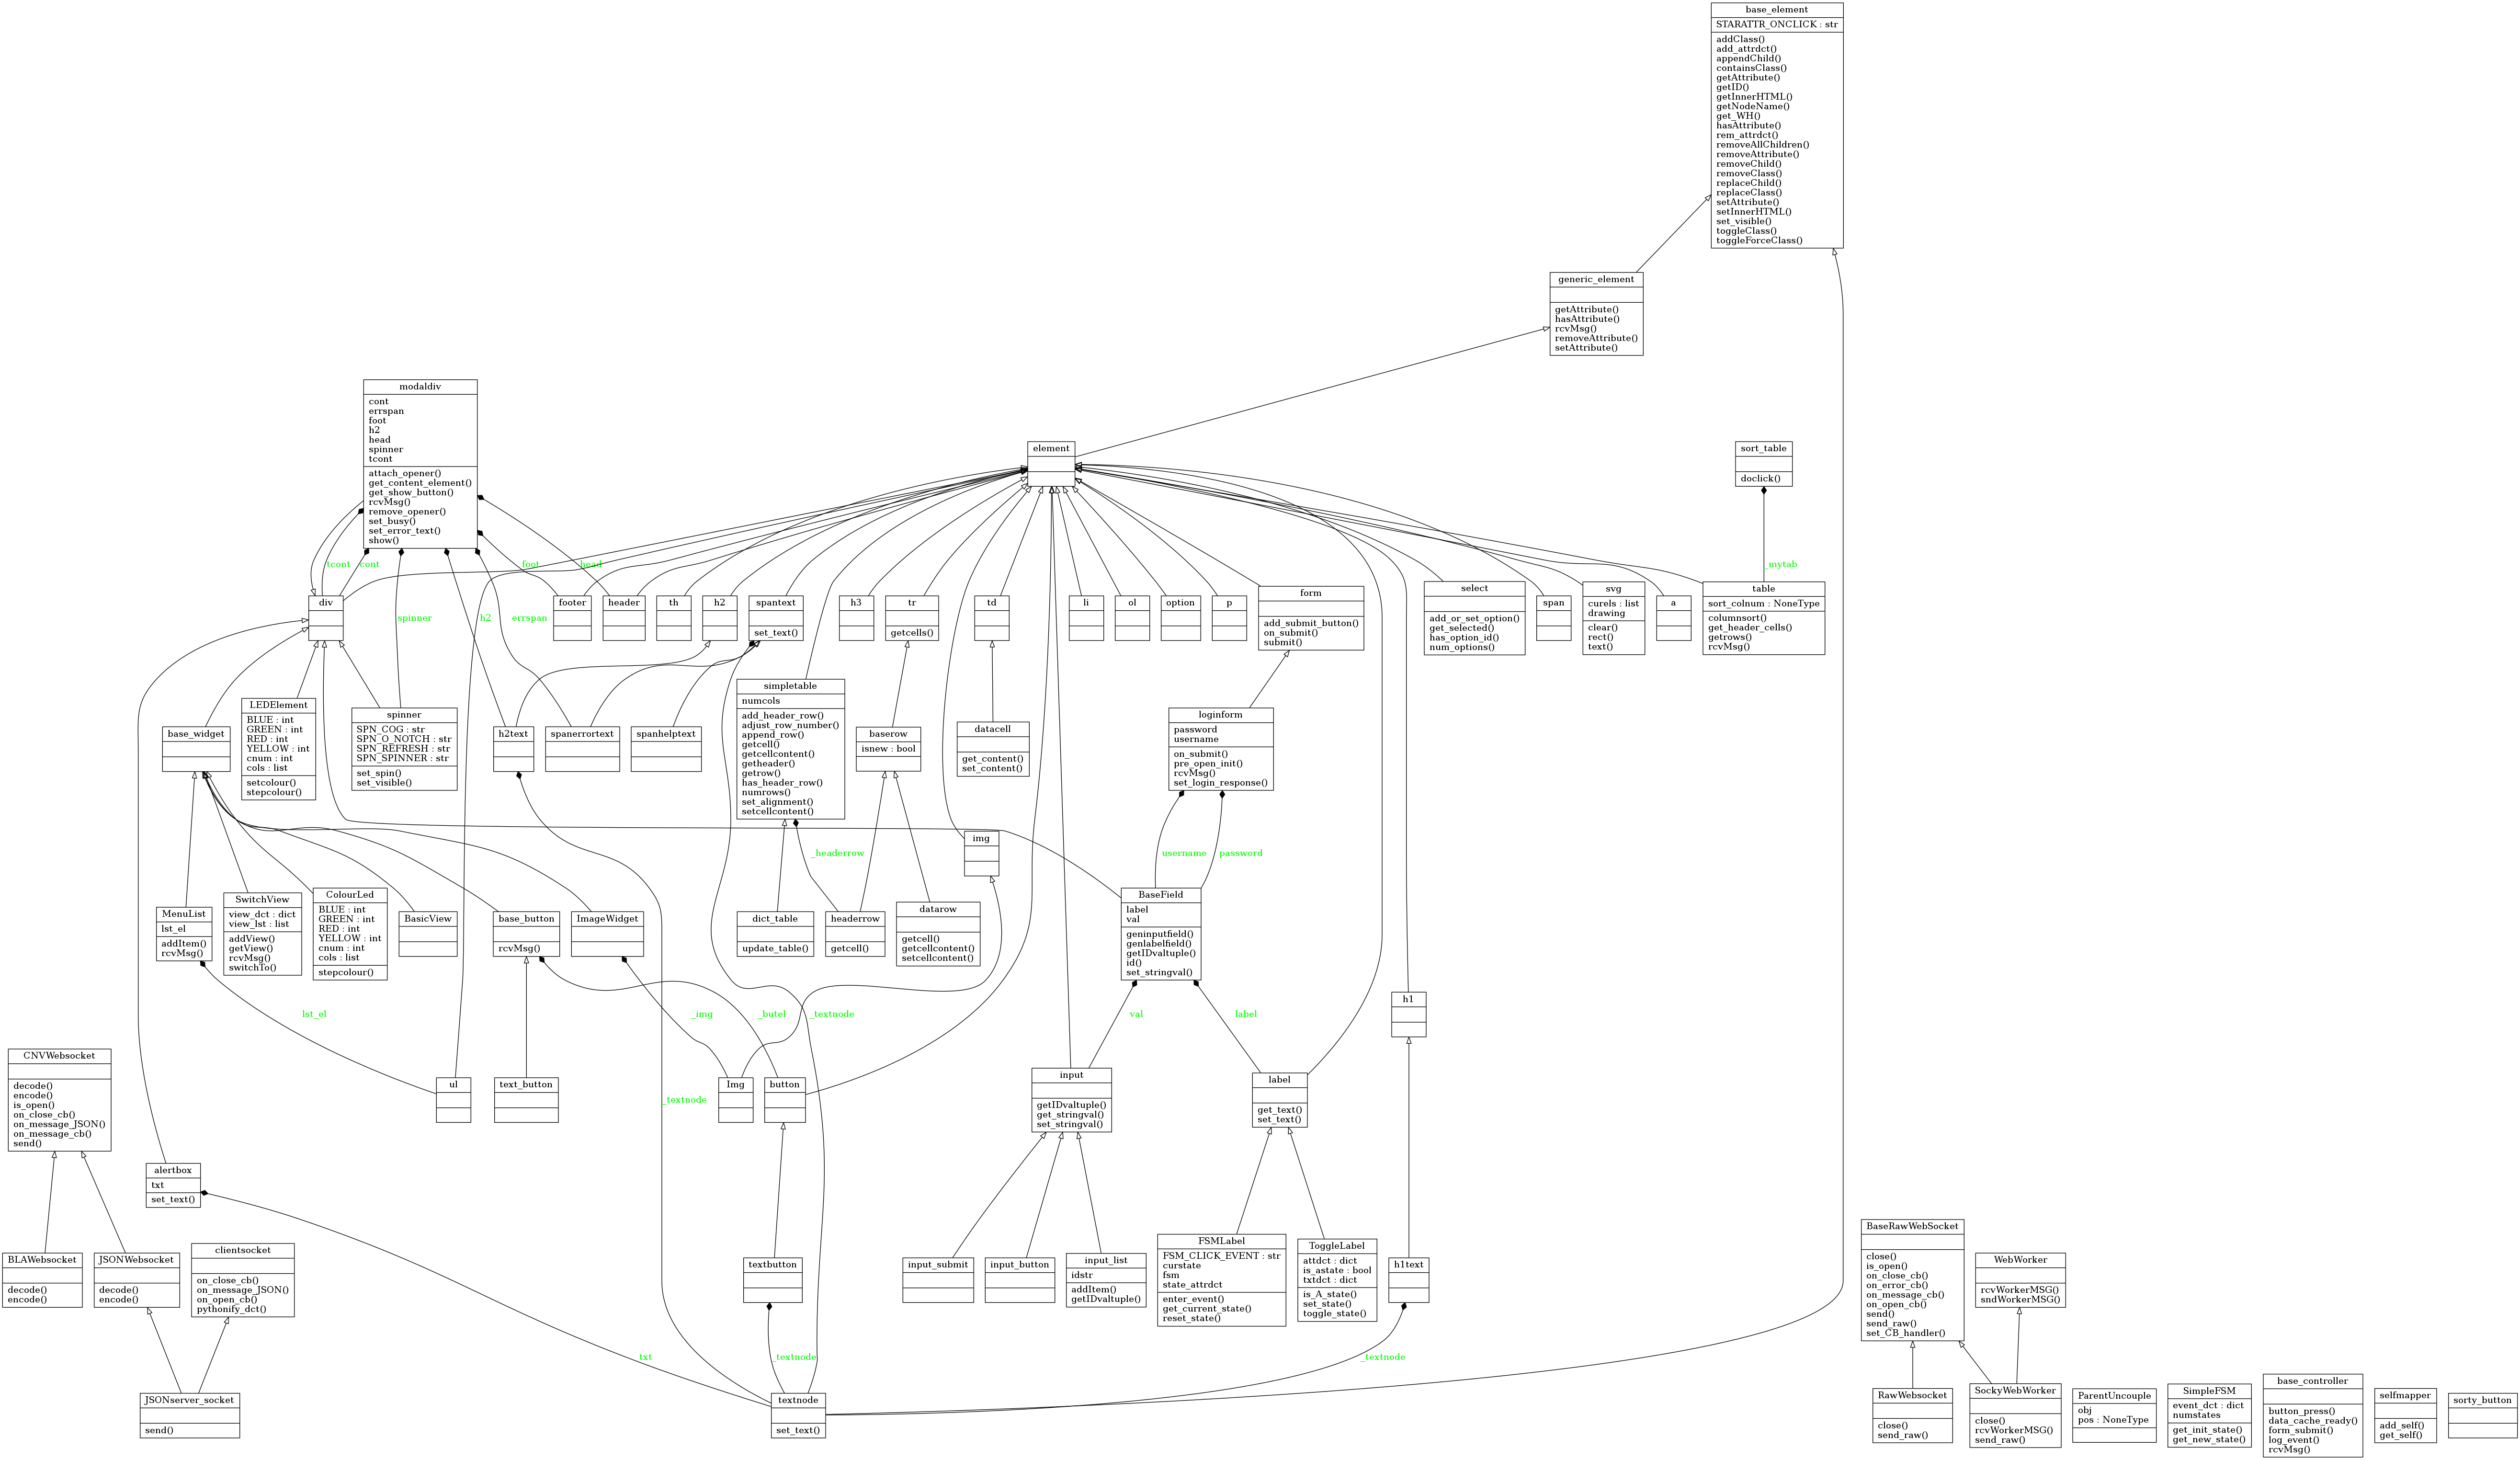 base_element
STARATTR_ONCLICK : str
addClass()
add_attrdct()
appendChild()
containsClass()
getAttribute()
getID()
getInnerHTML()
getNodeName()
get_WH()
hasAttribute()
rem_attrdct()
removeAllChildren()
removeAttribute()
removeChild()
removeClass()
replaceChild()
replaceClass()
setAttribute()
setInnerHTML()
set_visible()
toggleClass()
toggleForceClass()
generic_element
getAttribute()
hasAttribute()
rcvMsg()
removeAttribute()
setAttribute()
modaldiv
cont
errspan
foot
h2
head
spinner
tcont
attach_opener()
get_content_element()
get_show_button()
rcvMsg()
remove_opener()
set_busy()
set_error_text()
show()
element
sort_table
doclick()
tcont
cont
foot
head
_mytab
spinner
h2
errspan
div
footer
header
th
h2
spantext
set_text()
h3
tr
getcells()
td
li
ol
option
p
form
add_submit_button()
on_submit()
submit()
select
add_or_set_option()
get_selected()
has_option_id()
num_options()
span
svg
curels : list
drawing
clear()
rect()
text()
a
table
sort_colnum : NoneType
columnsort()
get_header_cells()
getrows()
rcvMsg()
base_widget
LEDElement
BLUE : int
GREEN : int
RED : int
YELLOW : int
cnum : int
cols : list
setcolour()
stepcolour()
spinner
SPN_COG : str
SPN_O_NOTCH : str
SPN_REFRESH : str
SPN_SPINNER : str
set_spin()
set_visible()
h2text
spanerrortext
spanhelptext
simpletable
numcols
add_header_row()
adjust_row_number()
append_row()
getcell()
getcellcontent()
getheader()
getrow()
has_header_row()
numrows()
set_alignment()
setcellcontent()
baserow
isnew : bool
datacell
get_content()
set_content()
loginform
password
username
on_submit()
pre_open_init()
rcvMsg()
set_login_response()
img
_headerrow
username
password
MenuList
lst_el
addItem()
rcvMsg()
SwitchView
view_dct : dict
view_lst : list
addView()
getView()
rcvMsg()
switchTo()
ColourLed
BLUE : int
GREEN : int
RED : int
YELLOW : int
cnum : int
cols : list
stepcolour()
BasicView
base_button
rcvMsg()
ImageWidget
dict_table
update_table()
headerrow
getcell()
datarow
getcell()
getcellcontent()
setcellcontent()
BaseField
label
val
geninputfield()
genlabelfield()
getIDvaltuple()
id()
set_stringval()
h1
lst_el
_img
_butel
_textnode
val
label
CNVWebsocket
decode()
encode()
is_open()
on_close_cb()
on_message_JSON()
on_message_cb()
send()
ul
text_button
Img
button
input
getIDvaltuple()
get_stringval()
set_stringval()
label
get_text()
set_text()
_textnode
alertbox
txt
set_text()
BLAWebsocket
decode()
encode()
JSONWebsocket
decode()
encode()
clientsocket
on_close_cb()
on_message_JSON()
on_open_cb()
pythonify_dct()
textbutton
input_submit
input_button
input_list
idstr
addItem()
getIDvaltuple()
FSMLabel
FSM_CLICK_EVENT : str
curstate
fsm
state_attrdct
enter_event()
get_current_state()
reset_state()
ToggleLabel
attdct : dict
is_astate : bool
txtdct : dict
is_A_state()
set_state()
toggle_state()
h1text
BaseRawWebSocket
close()
is_open()
on_close_cb()
on_error_cb()
on_message_cb()
on_open_cb()
send()
send_raw()
set_CB_handler()
WebWorker
rcvWorkerMSG()
sndWorkerMSG()
txt
_textnode
_textnode
JSONserver_socket
send()
textnode
set_text()
RawWebsocket
close()
send_raw()
SockyWebWorker
close()
rcvWorkerMSG()
send_raw()
ParentUncouple
obj
pos : NoneType
SimpleFSM
event_dct : dict
numstates
get_init_state()
get_new_state()
base_controller
button_press()
data_cache_ready()
form_submit()
log_event()
rcvMsg()
selfmapper
add_self()
get_self()
sorty_button